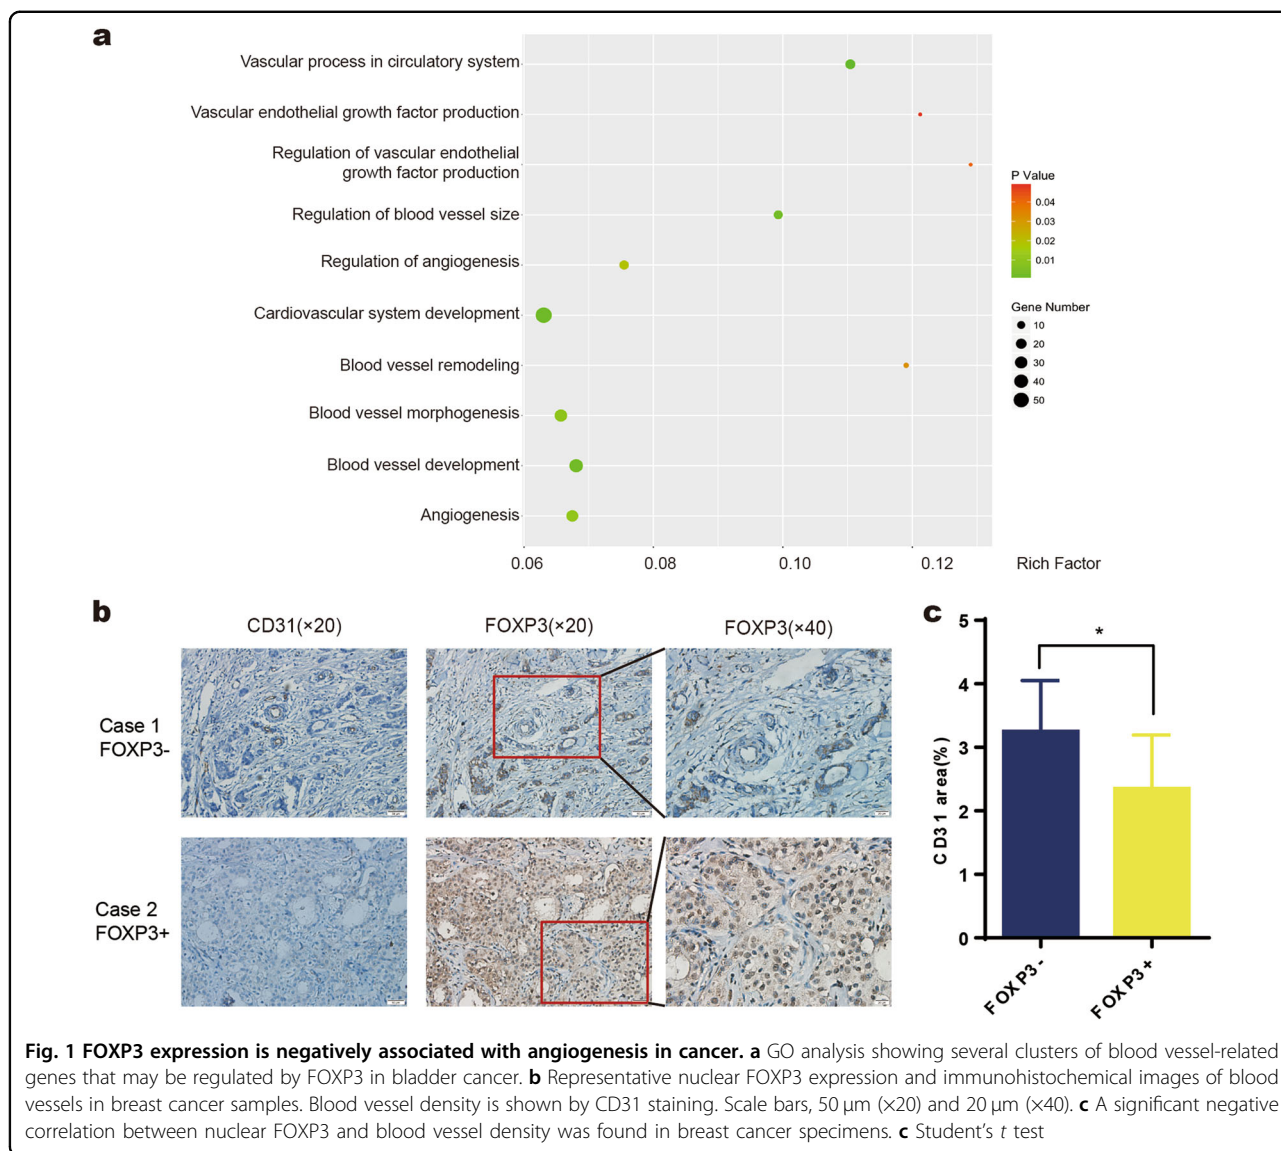 a
Vascular process in circulatory system
Vascular endothelial growth factor production
Regulation of vascular endothelial
growth factor production
Regulation of blood vessel size
Regulation of angiogenesis
Cardiovascular system development
Blood vessel remodeling
Blood vessel morphogenesis
Blood vessel development
Angiogenesis
0.06 0.08 0.10 0.12 Rich Factor
P Value
0.04
0.03
0.02
0.01
Gene Number
10
20
30
40
50
b
CD31(×20) FOXP3(×20) FOXP3(×40)
Case 1
FOXP3-
Case 2
FOXP3+
c
5
4
3
2
1
0
CD31 area(%)
*
FOXP3-
FOXP3+
Fig. 1 FOXP3 expression is negatively associated with angiogenesis in cancer. a GO analysis showing several clusters of blood vessel-related
genes that may be regulated by FOXP3 in bladder cancer. b Representative nuclear FOXP3 expression and immunohistochemical images of blood
vessels in breast cancer samples. Blood vessel density is shown by CD31 staining. Scale bars, 50 μm (×20) and 20 μm (×40). c A significant negative
correlation between nuclear FOXP3 and blood vessel density was found in breast cancer specimens. c Student's t test